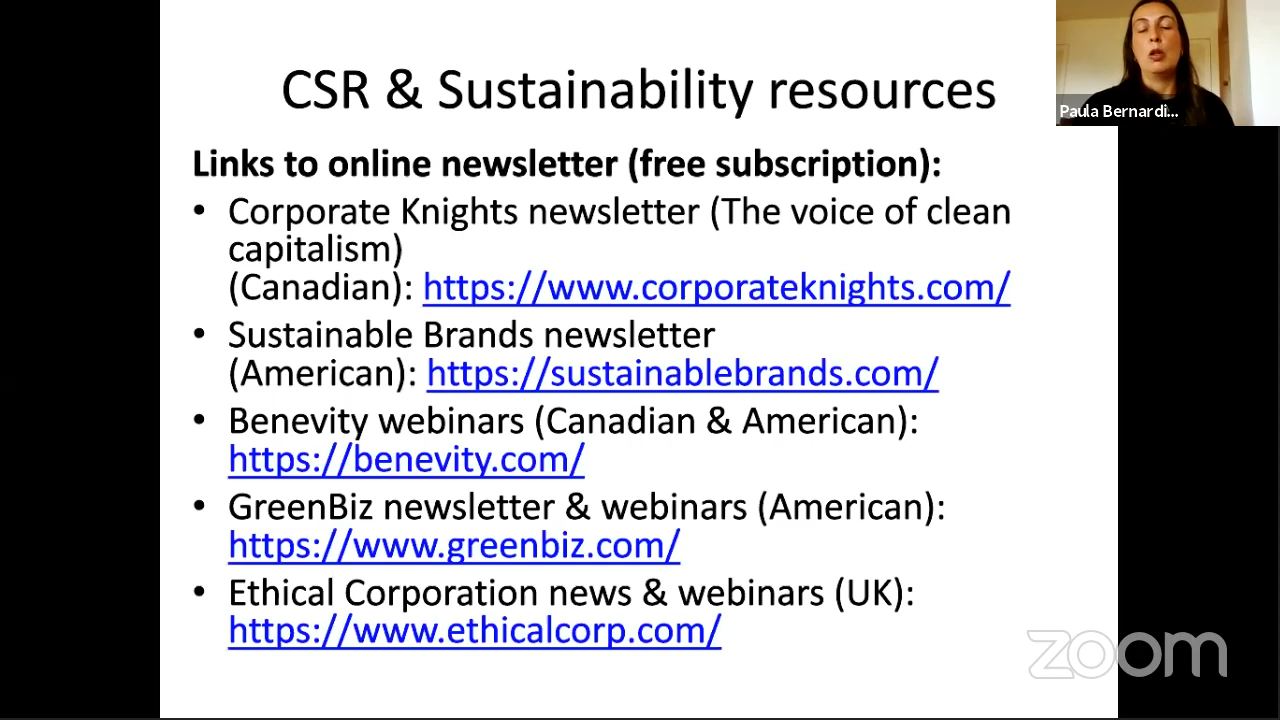 CSR & Sustainability resources
Paula Bernardi...
Links to online newsletter (free subscription):
• Corporate Knights newsletter (The voice of clean
capitalism)
(Canadian): https://www.corporateknights.com/
• Sustainable Brands newsletter
(American): https://sustainablebrands.com/
• Benevity webinars (Canadian & American):
https://benevity.com/
• GreenBiz newsletter & webinars (American):
https://www.greenbiz.com/
• Ethical Corporation news & webinars (UK):
https://www.ethicalcorp.com/
zoom